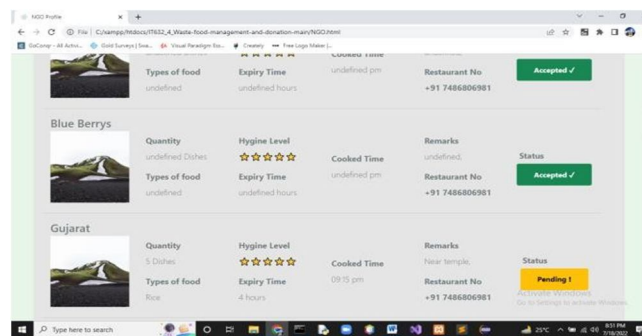 NGO Profile
File C:/xampp/htdocs/IT632_4_Waste-food-management-and-donation-main/NGO.html
GoComp - All Activi... Gold Surveys | Swa... Visual Paradigm Ess... Creately Free Logo Maker |...
Cooked Time
Types of food Expiry Time undefined pm Restaurant No Accepted ✓
undefined undefined hours +91 7486806981
Blue Berrys
Quantity Hygine Level Remarks
undefined Dishes Cooked Time undefined, Status
Types of food Expiry Time undefined pm Restaurant No Accepted ✓
undefined undefined hours +91 7486806981
Gujarat
Quantity Hygine Level Remarks
5 Dishes Cooked Time Near temple, Status
Types of food Expiry Time 09:15 pm Restaurant No Pending !
Rice 4 hours +91 7486806981
Activate Windows
Go to Settings to activate Windows.
Type here to search 25°C 8:31 PM
7/18/2022